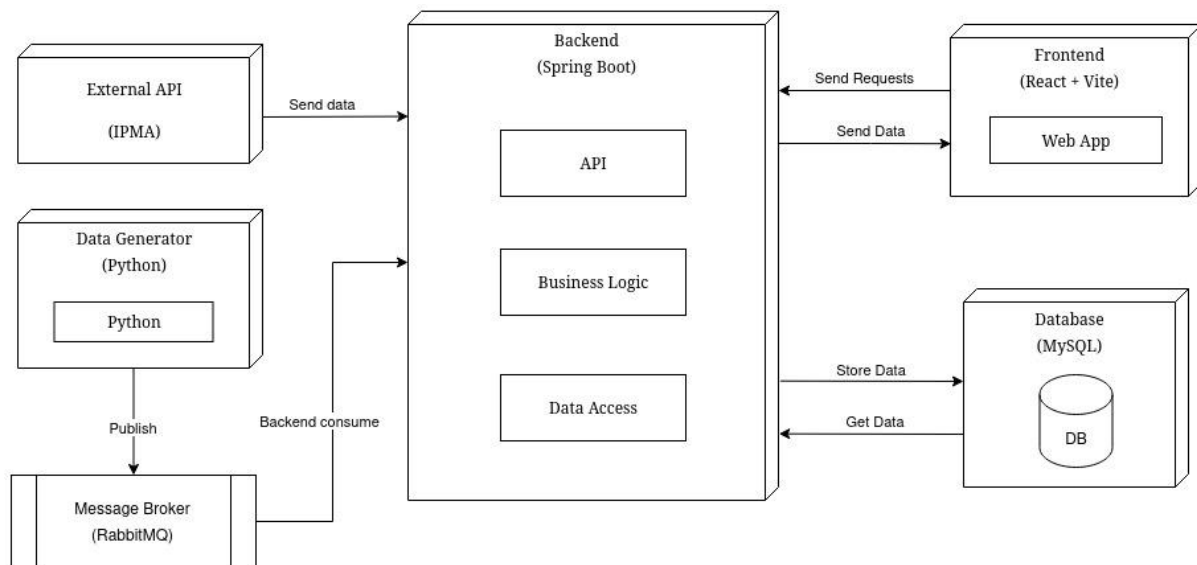 External API
(IPMA)
Send data
Data Generator
(Python)
Python
Publish
Message Broker
(RabbitMQ)
Backend consume
Backend
(Spring Boot)
API
Business Logic
Data Access
Send Requests
Send Data
Frontend
(React + Vite)
Web App
Store Data
Get Data
Database
(MySQL)
DB